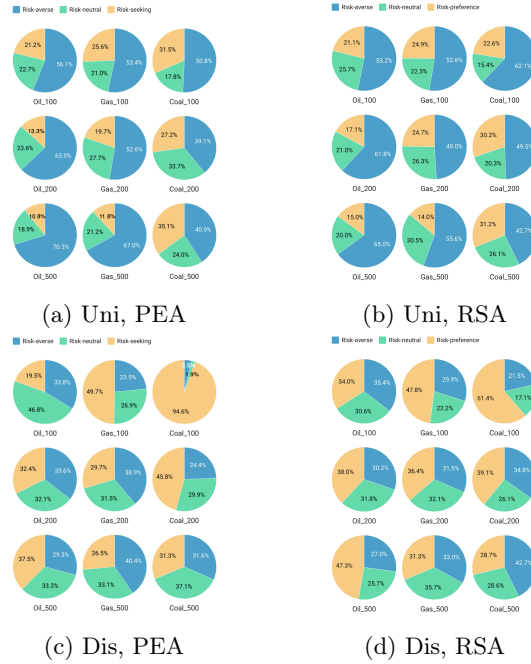 Risk-averse Risk-neutral Risk-seeking
21.2% 56.1% 22.7%
25.6% 53.4% 21.0%
31.5% 50.8% 17.8%
Oil_100 Gas_100 Coal_100
13.3% 63.0% 23.6%
19.7% 52.6% 27.7%
27.2% 39.1% 33.7%
Oil_200 Gas_200 Coal_200
10.8% 70.3% 18.9%
11.8% 67.0% 21.2%
35.1% 40.9% 24.0%
Oil_500 Gas_500 Coal_500
(a) Uni, PEA
Risk-averse Risk-neutral Risk-preference
21.1% 53.2% 25.7%
24.9% 52.6% 22.5%
22.6% 62.1% 15.4%
Oil_100 Gas_100 Coal_100
17.1% 61.8% 21.0%
24.7% 49.0% 26.3%
30.2% 49.5% 20.3%
Oil_200 Gas_200 Coal_200
15.0% 65.0% 20.0%
14.0% 55.6% 30.5%
31.2% 42.7% 26.1%
Oil_500 Gas_500 Coal_500
(b) Uni, RSA
Risk-averse Risk-neutral Risk-seeking
19.5% 33.8% 46.8%
49.7% 23.5% 26.9%
94.6%
Oil_100 Gas_100 Coal_100
32.4% 35.6% 32.1%
29.7% 38.9% 31.5%
45.8% 24.4% 29.9%
Oil_200 Gas_200 Coal_200
37.5% 29.3% 33.3%
26.5% 40.4% 33.1%
31.3% 31.6% 37.1%
Oil_500 Gas_500 Coal_500
(c) Dis, PEA
Risk-averse Risk-neutral Risk-preference
34.0% 35.4% 30.6%
47.8% 29.9% 22.2%
61.4% 21.5% 17.1%
Oil_100 Gas_100 Coal_100
38.0% 30.2% 31.8%
36.4% 31.5% 32.1%
39.1% 34.8% 26.1%
Oil_200 Gas_200 Coal_200
47.3% 27.0% 25.7%
31.3% 33.0% 35.7%
28.7% 42.7% 28.6%
Oil_500 Gas_500 Coal_500
(d) Dis, RSA